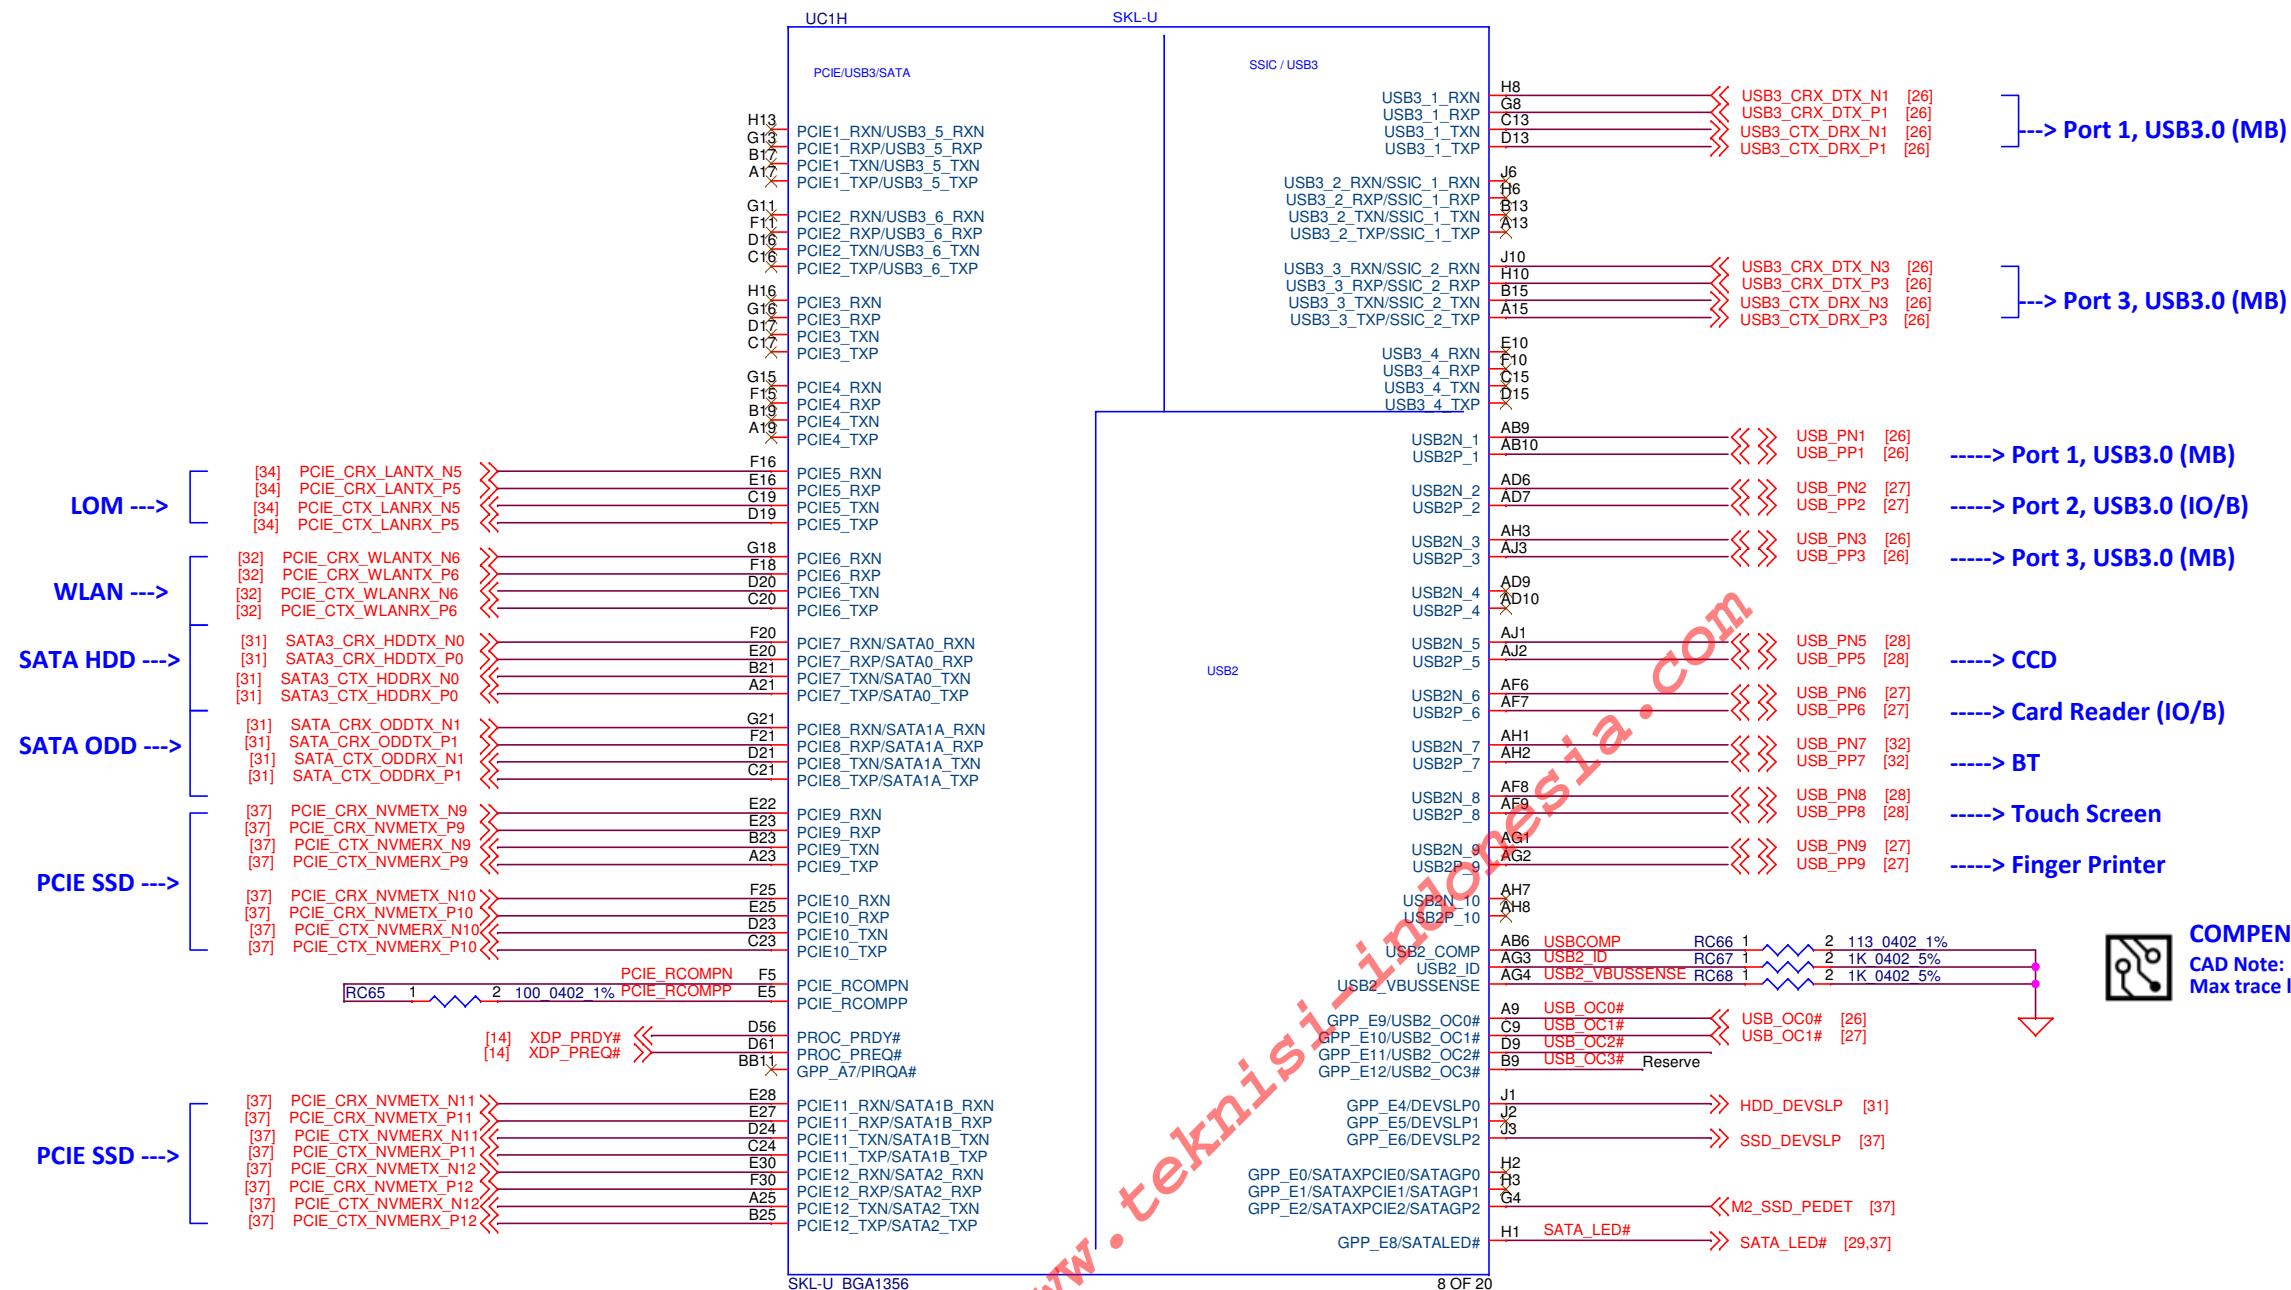 UC1H
SKL-U
PCIE/USB3/SATA
SSIC / USB3
H13 PCIE1_RXN/USB3_5_RXN
G13 PCIE1_RXP/USB3_5_RXP
B17 PCIE1_TXN/USB3_5_TXN
A17 PCIE1_TXP/USB3_5_TXP
G11 PCIE2_RXN/USB3_6_RXN
F11 PCIE2_RXP/USB3_6_RXP
D16 PCIE2_TXN/USB3_6_TXN
C16 PCIE2_TXP/USB3_6_TXP
H16 PCIE3_RXN
G16 PCIE3_RXP
D17 PCIE3_TXN
C17 PCIE3_TXP
G15 PCIE4_RXN
F15 PCIE4_RXP
B19 PCIE4_TXN
A19 PCIE4_TXP
LOM --->
[34] PCIE_CRX_LANTX_N5 F16 PCIE5_RXN
[34] PCIE_CRX_LANTX_P5 E16 PCIE5_RXP
[34] PCIE_CTX_LANRX_N5 C19 PCIE5_TXN
[34] PCIE_CTX_LANRX_P5 D19 PCIE5_TXP
WLAN --->
[32] PCIE_CRX_WLANTX_N6 G18 PCIE6_RXN
[32] PCIE_CRX_WLANTX_P6 F18 PCIE6_RXP
[32] PCIE_CTX_WLANRX_N6 D20 PCIE6_TXN
[32] PCIE_CTX_WLANRX_P6 C20 PCIE6_TXP
SATA HDD --->
[31] SATA3_CRX_HDDTX_N0 F20 PCIE7_RXN/SATA0_RXN
[31] SATA3_CRX_HDDTX_P0 E20 PCIE7_RXP/SATA0_RXP
[31] SATA3_CTX_HDDRX_N0 B21 PCIE7_TXN/SATA0_TXN
[31] SATA3_CTX_HDDRX_P0 A21 PCIE7_TXP/SATA0_TXP
SATA ODD --->
[31] SATA_CRX_ODDTX_N1 G21 PCIE8_RXN/SATA1A_RXN
[31] SATA_CRX_ODDTX_P1 F21 PCIE8_RXP/SATA1A_RXP
[31] SATA_CTX_ODDRX_N1 D21 PCIE8_TXN/SATA1A_TXN
[31] SATA_CTX_ODDRX_P1 C21 PCIE8_TXP/SATA1A_TXP
PCIE SSD --->
[37] PCIE_CRX_NVMETX_N9 E22 PCIE9_RXN
[37] PCIE_CRX_NVMETX_P9 E23 PCIE9_RXP
[37] PCIE_CTX_NVMERX_N9 B23 PCIE9_TXN
[37] PCIE_CTX_NVMERX_P9 A23 PCIE9_TXP
[37] PCIE_CRX_NVMETX_N10 F25 PCIE10_RXN
[37] PCIE_CRX_NVMETX_P10 E25 PCIE10_RXP
[37] PCIE_CTX_NVMERX_N10 D23 PCIE10_TXN
[37] PCIE_CTX_NVMERX_P10 C23 PCIE10_TXP
PCIE_RCOMPN F5 PCIE_RCOMPN
RC65 1 2 100_0402_1% PCIE_RCOMPP E5 PCIE_RCOMPP
[14] XDP_PRDY# D56 PROC_PRDY#
[14] XDP_PREQ# D61 PROC_PREQ#
BB11 GPP_A7/PIRQA#
PCIE SSD --->
[37] PCIE_CRX_NVMETX_N11 E28 PCIE11_RXN/SATA1B_RXN
[37] PCIE_CRX_NVMETX_P11 E27 PCIE11_RXP/SATA1B_RXP
[37] PCIE_CTX_NVMERX_N11 D24 PCIE11_TXN/SATA1B_TXN
[37] PCIE_CTX_NVMERX_P11 C24 PCIE11_TXP/SATA1B_TXP
[37] PCIE_CRX_NVMETX_N12 E30 PCIE12_RXN/SATA2_RXN
[37] PCIE_CRX_NVMETX_P12 F30 PCIE12_RXP/SATA2_RXP
[37] PCIE_CTX_NVMERX_N12 A25 PCIE12_TXN/SATA2_TXN
[37] PCIE_CTX_NVMERX_P12 B25 PCIE12_TXP/SATA2_TXP
USB3_1_RXN H8 USB3_CRX_DTX_N1 [26]
USB3_1_RXP G8 USB3_CRX_DTX_P1 [26]
USB3_1_TXN C13 USB3_CTX_DRX_N1 [26]
USB3_1_TXP D13 USB3_CTX_DRX_P1 [26]
---> Port 1, USB3.0 (MB)
USB3_2_RXN/SSIC_1_RXN J6
USB3_2_RXP/SSIC_1_RXP H6
USB3_2_TXN/SSIC_1_TXN B13
USB3_2_TXP/SSIC_1_TXP A13
USB3_3_RXN/SSIC_2_RXN J10 USB3_CRX_DTX_N3 [26]
USB3_3_RXP/SSIC_2_RXP H10 USB3_CRX_DTX_P3 [26]
USB3_3_TXN/SSIC_2_TXN B15 USB3_CTX_DRX_N3 [26]
USB3_3_TXP/SSIC_2_TXP A15 USB3_CTX_DRX_P3 [26]
---> Port 3, USB3.0 (MB)
USB3_4_RXN E10
USB3_4_RXP F10
USB3_4_TXN C15
USB3_4_TXP D15
USB2
USB2N_1 AB9 USB_PN1 [26]
USB2P_1 AB10 USB_PP1 [26]
-----> Port 1, USB3.0 (MB)
USB2N_2 AD6 USB_PN2 [27]
USB2P_2 AD7 USB_PP2 [27]
-----> Port 2, USB3.0 (IO/B)
USB2N_3 AH3 USB_PN3 [26]
USB2P_3 AJ3 USB_PP3 [26]
-----> Port 3, USB3.0 (MB)
USB2N_4 AD9
USB2P_4 AD10
USB2N_5 AJ1 USB_PN5 [28]
USB2P_5 AJ2 USB_PP5 [28]
-----> CCD
USB2N_6 AF6 USB_PN6 [27]
USB2P_6 AF7 USB_PP6 [27]
-----> Card Reader (IO/B)
USB2N_7 AH1 USB_PN7 [32]
USB2P_7 AH2 USB_PP7 [32]
-----> BT
USB2N_8 AF8 USB_PN8 [28]
USB2P_8 AF9 USB_PP8 [28]
-----> Touch Screen
USB2N_9 AG1 USB_PN9 [27]
USB2P_9 AG2 USB_PP9 [27]
-----> Finger Printer
USB2N_10 AH7
USB2P_10 AH8
USB2_COMP AB6 USBCOMP RC66 1 2 113_0402_1%
USB2_ID AG3 USB2_ID RC67 1 2 1K_0402_5%
USB2_VBUSSENSE AG4 USB2_VBUSSENSE RC68 1 2 1K_0402_5%
COMPEN
CAD Note:
Max trace l
GPP_E9/USB2_OC0# A9 USB_OC0# USB_OC0# [26]
GPP_E10/USB2_OC1# C9 USB_OC1# USB_OC1# [27]
GPP_E11/USB2_OC2# D9 USB_OC2#
GPP_E12/USB2_OC3# B9 USB_OC3# Reserve
GPP_E4/DEVSLP0 J1 HDD_DEVSLP [31]
GPP_E5/DEVSLP1 J2
GPP_E6/DEVSLP2 J3 SSD_DEVSLP [37]
GPP_E0/SATAXPCIE0/SATAGP0 H2
GPP_E1/SATAXPCIE1/SATAGP1 H3
GPP_E2/SATAXPCIE2/SATAGP2 G4 M2_SSD_PEDET [37]
GPP_E8/SATALED# H1 SATA_LED# SATA_LED# [29,37]
SKL-U_BGA1356
8 OF 20
w.teknisi-indonesia.com